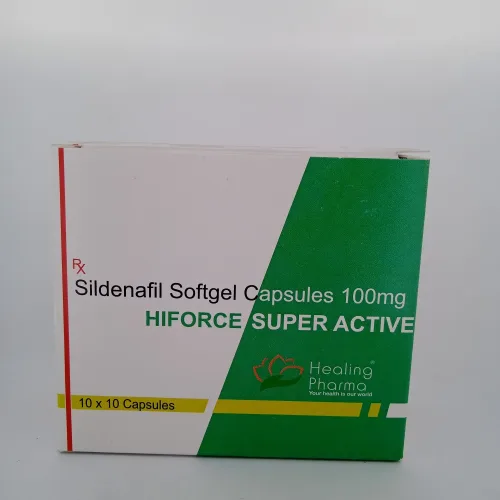 Rx
Sildenafil Softgel Capsules 100mg
HIFORCE SUPER ACTIVE
Healing®
Pharma
Your health is our world
10 x 10 Capsules